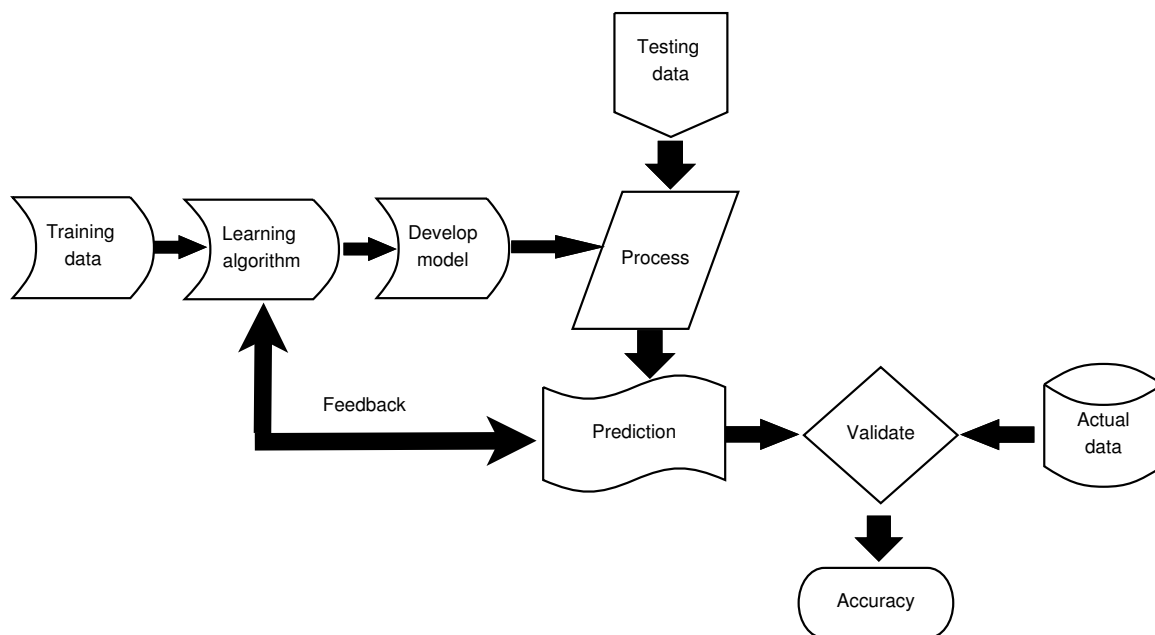 Testing
data
Training
data
Learning
algorithm
Develop
model
Process
Feedback
Prediction
Validate
Actual
data
Accuracy